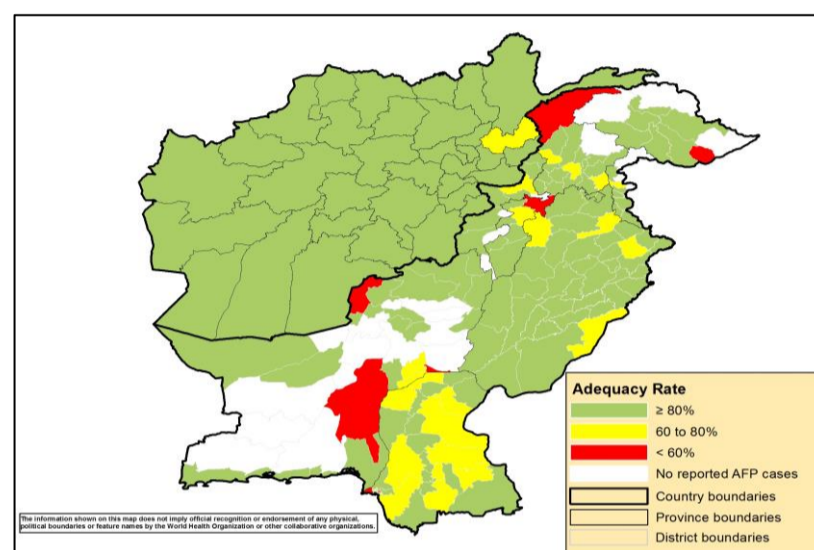 Adequacy Rate
≥ 80%
60 to 80%
< 60%
No reported AFP cases
Country boundaries
Province boundaries
District boundaries
The information shown on this map does not imply official recognition or endorsement of any physical,
political boundaries or feature names by the World Health Organization or other collaborative organizations.